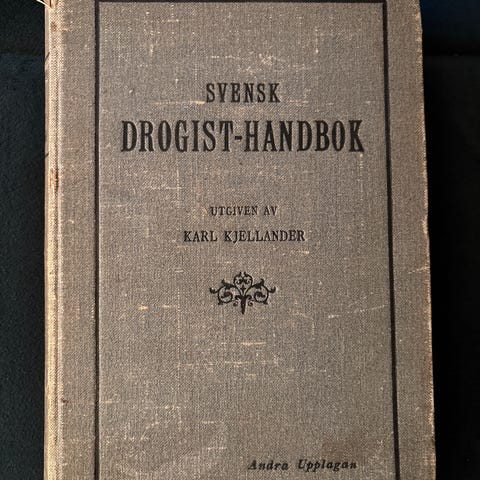 SVENSK
DROGIST-HANDBOK
UTGIVEN AV
KARL KJELLANDER
Andra Upplagan